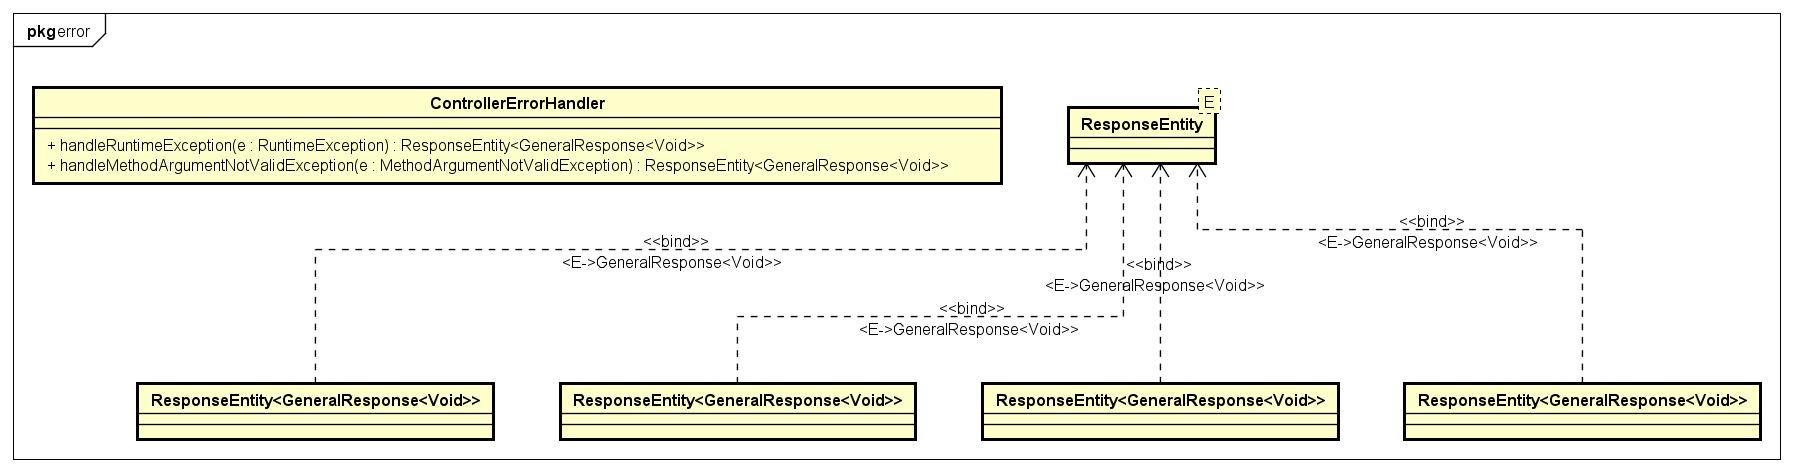 pkg error
ControllerErrorHandler
+ handleRuntimeException(e : RuntimeException) : ResponseEntity<GeneralResponse<Void>>
+ handleMethodArgumentNotValidException(e : MethodArgumentNotValidException) : ResponseEntity<GeneralResponse<Void>>
E
ResponseEntity
<<bind>>
<E->GeneralResponse<Void>>
<<bind>>
<E->GeneralResponse<Void>>
<<bind>>
<E->GeneralResponse<Void>>
<<bind>>
<E->GeneralResponse<Void>>
ResponseEntity<GeneralResponse<Void>>
ResponseEntity<GeneralResponse<Void>>
ResponseEntity<GeneralResponse<Void>>
ResponseEntity<GeneralResponse<Void>>